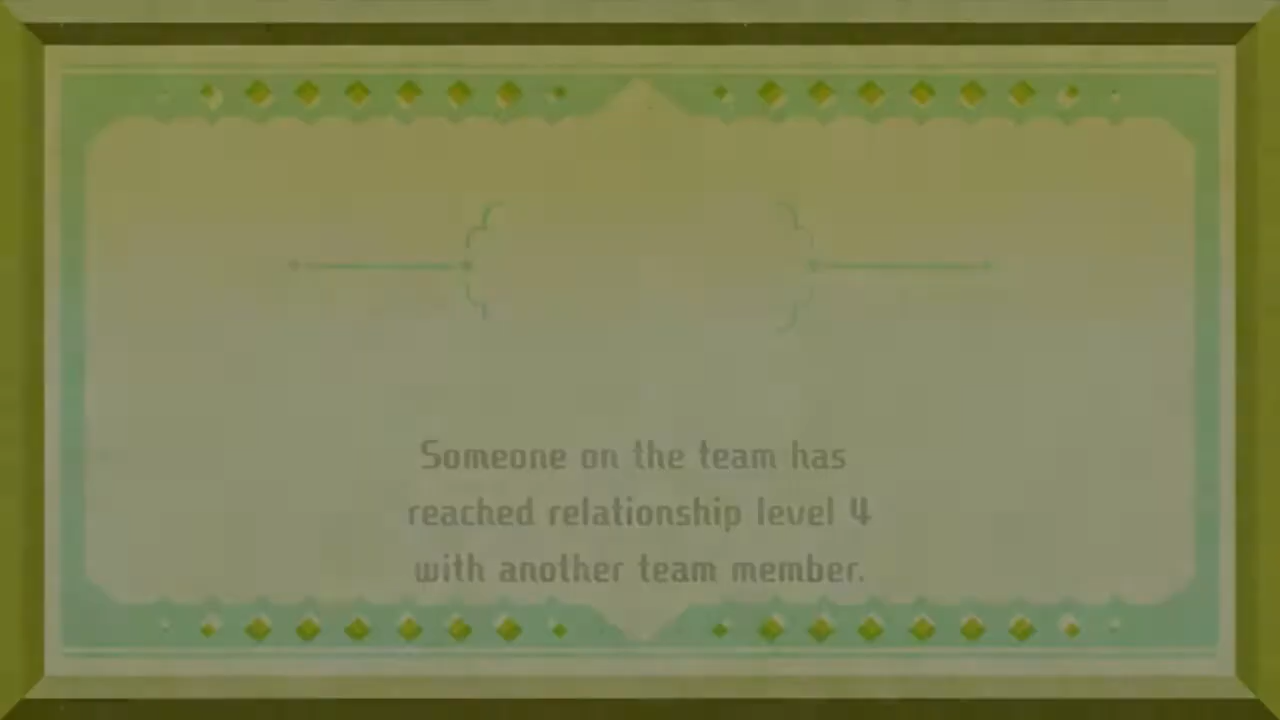 Someone on the team has
reached relationship level 4
with another team member.